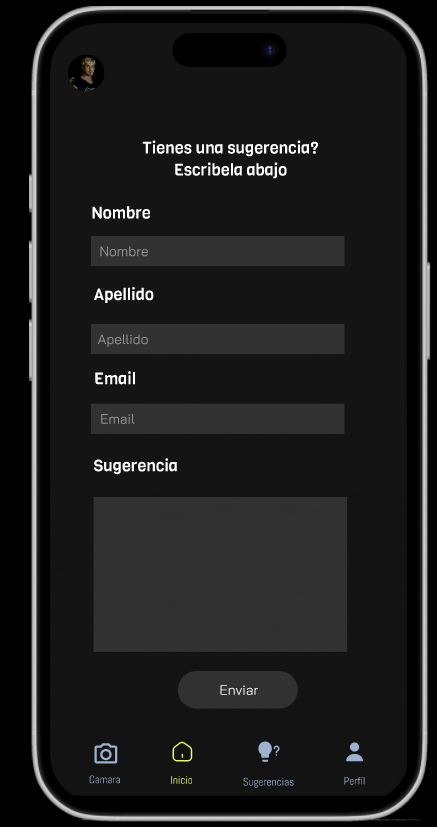 Tienes una sugerencia?
Escribela abajo
Nombre
Nombre
Apellido
Apellido
Email
Email
Sugerencia
Enviar
?
Camara
Inicio
Sugerencias
Perfil